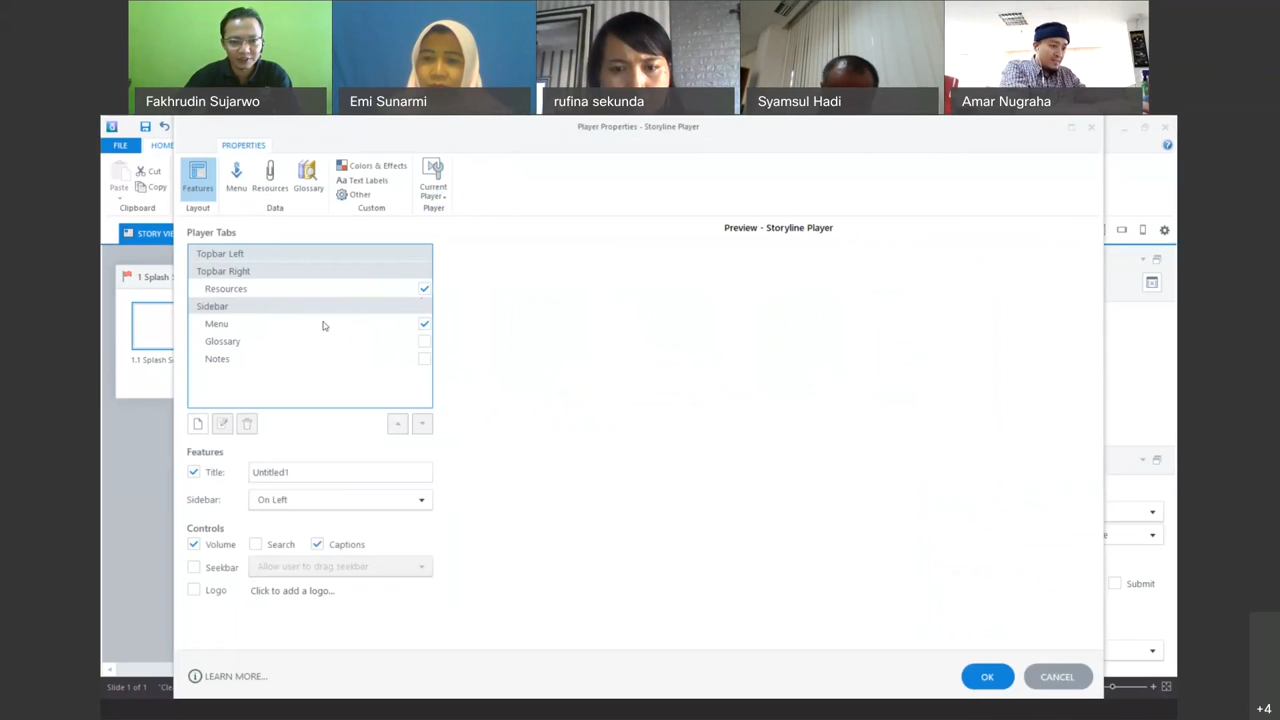 Fakhrudin Sujarwo
Emi Sunarmi
rufina sekunda
Syamsul Hadi
Amar Nugraha
Player Properties - Storyline Player
FILE
HOME
PROPERTIES
Paste
Cut
Copy
Clipboard
Features
Layout
Menu
Resources
Glossary
Data
Colors & Effects
Aa Text Labels
Other
Custom
Current
Player
Player
STORY VIE
Player Tabs
Preview - Storyline Player
Topbar Left
Topbar Right
Resources
Sidebar
Menu
Glossary
Notes
1 Splash S
1.1 Splash S
Features
Title:
Untitled1
Sidebar:
On Left
Controls
Volume
Search
Captions
Seekbar
Allow user to drag seekbar
Logo
Click to add a logo...
Submit
LEARN MORE...
OK
CANCEL
Slide 1 of 1
"Cle
+4